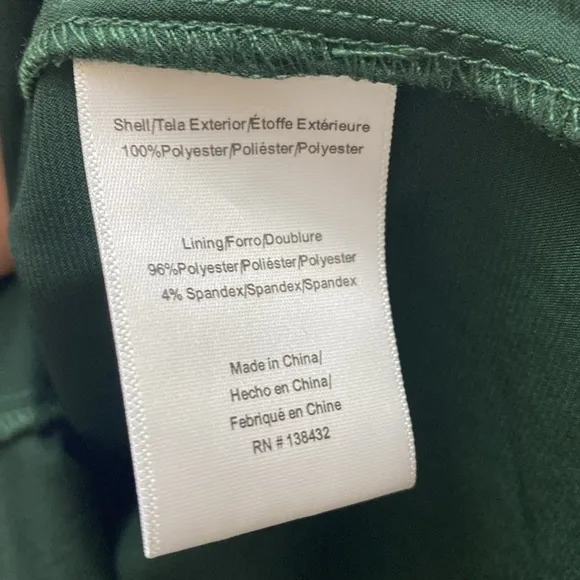 Shell/Tela Exterior/Étoffe Extérieure
100%Polyester/Poliéster/Polyester
Lining/Forro/Doublure
96%Polyester/Poliéster/Polyester
4% Spandex/Spandex/Spandex
Made in China/
Hecho en China/
Fabriqué en Chine
RN # 138432